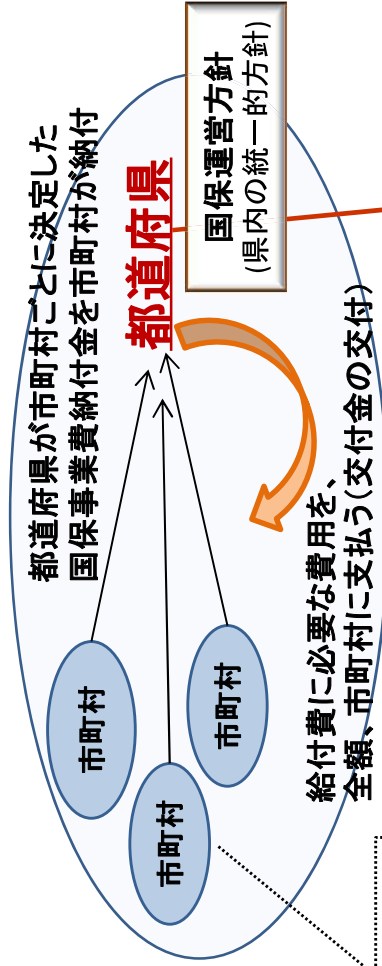 都道府県が市町村ごとに決定した
国保事業費納付金を市町村が納付
都道府県
国保運営方針
(県内の統一的方針)
市町村
市町村
市町村
給付費に必要な費用を、
全額、市町村に支払う(交付金の交付)